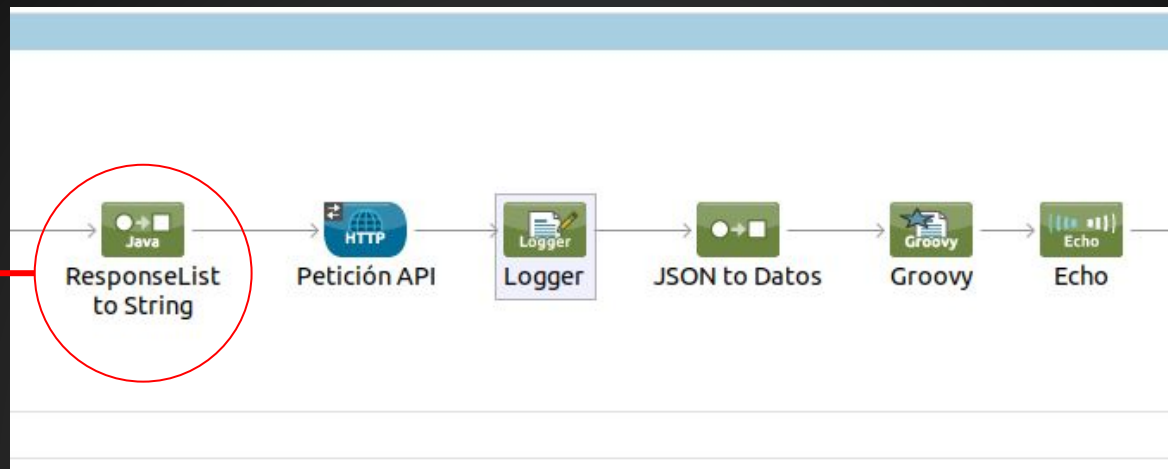 Java
HTTP
Logger
Groovy
Echo
ResponseList
to String
Petición API
Logger
JSON to Datos
Groovy
Echo